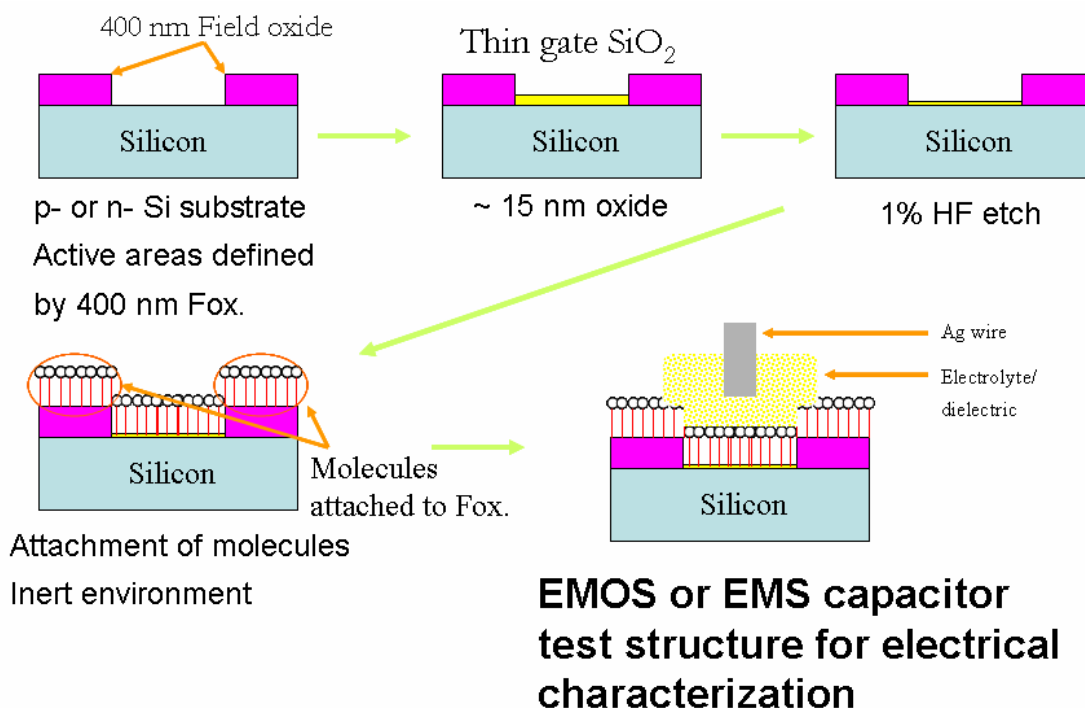 400 nm Field oxide
Thin gate SiO₂
Silicon
Silicon
Silicon
p- or n- Si substrate
Active areas defined
by 400 nm Fox.
~ 15 nm oxide
1% HF etch
Silicon
Molecules
attached to Fox.
Attachment of molecules
Inert environment
Ag wire
Electrolyte/
dielectric
Silicon
EMOS or EMS capacitor
test structure for electrical
characterization